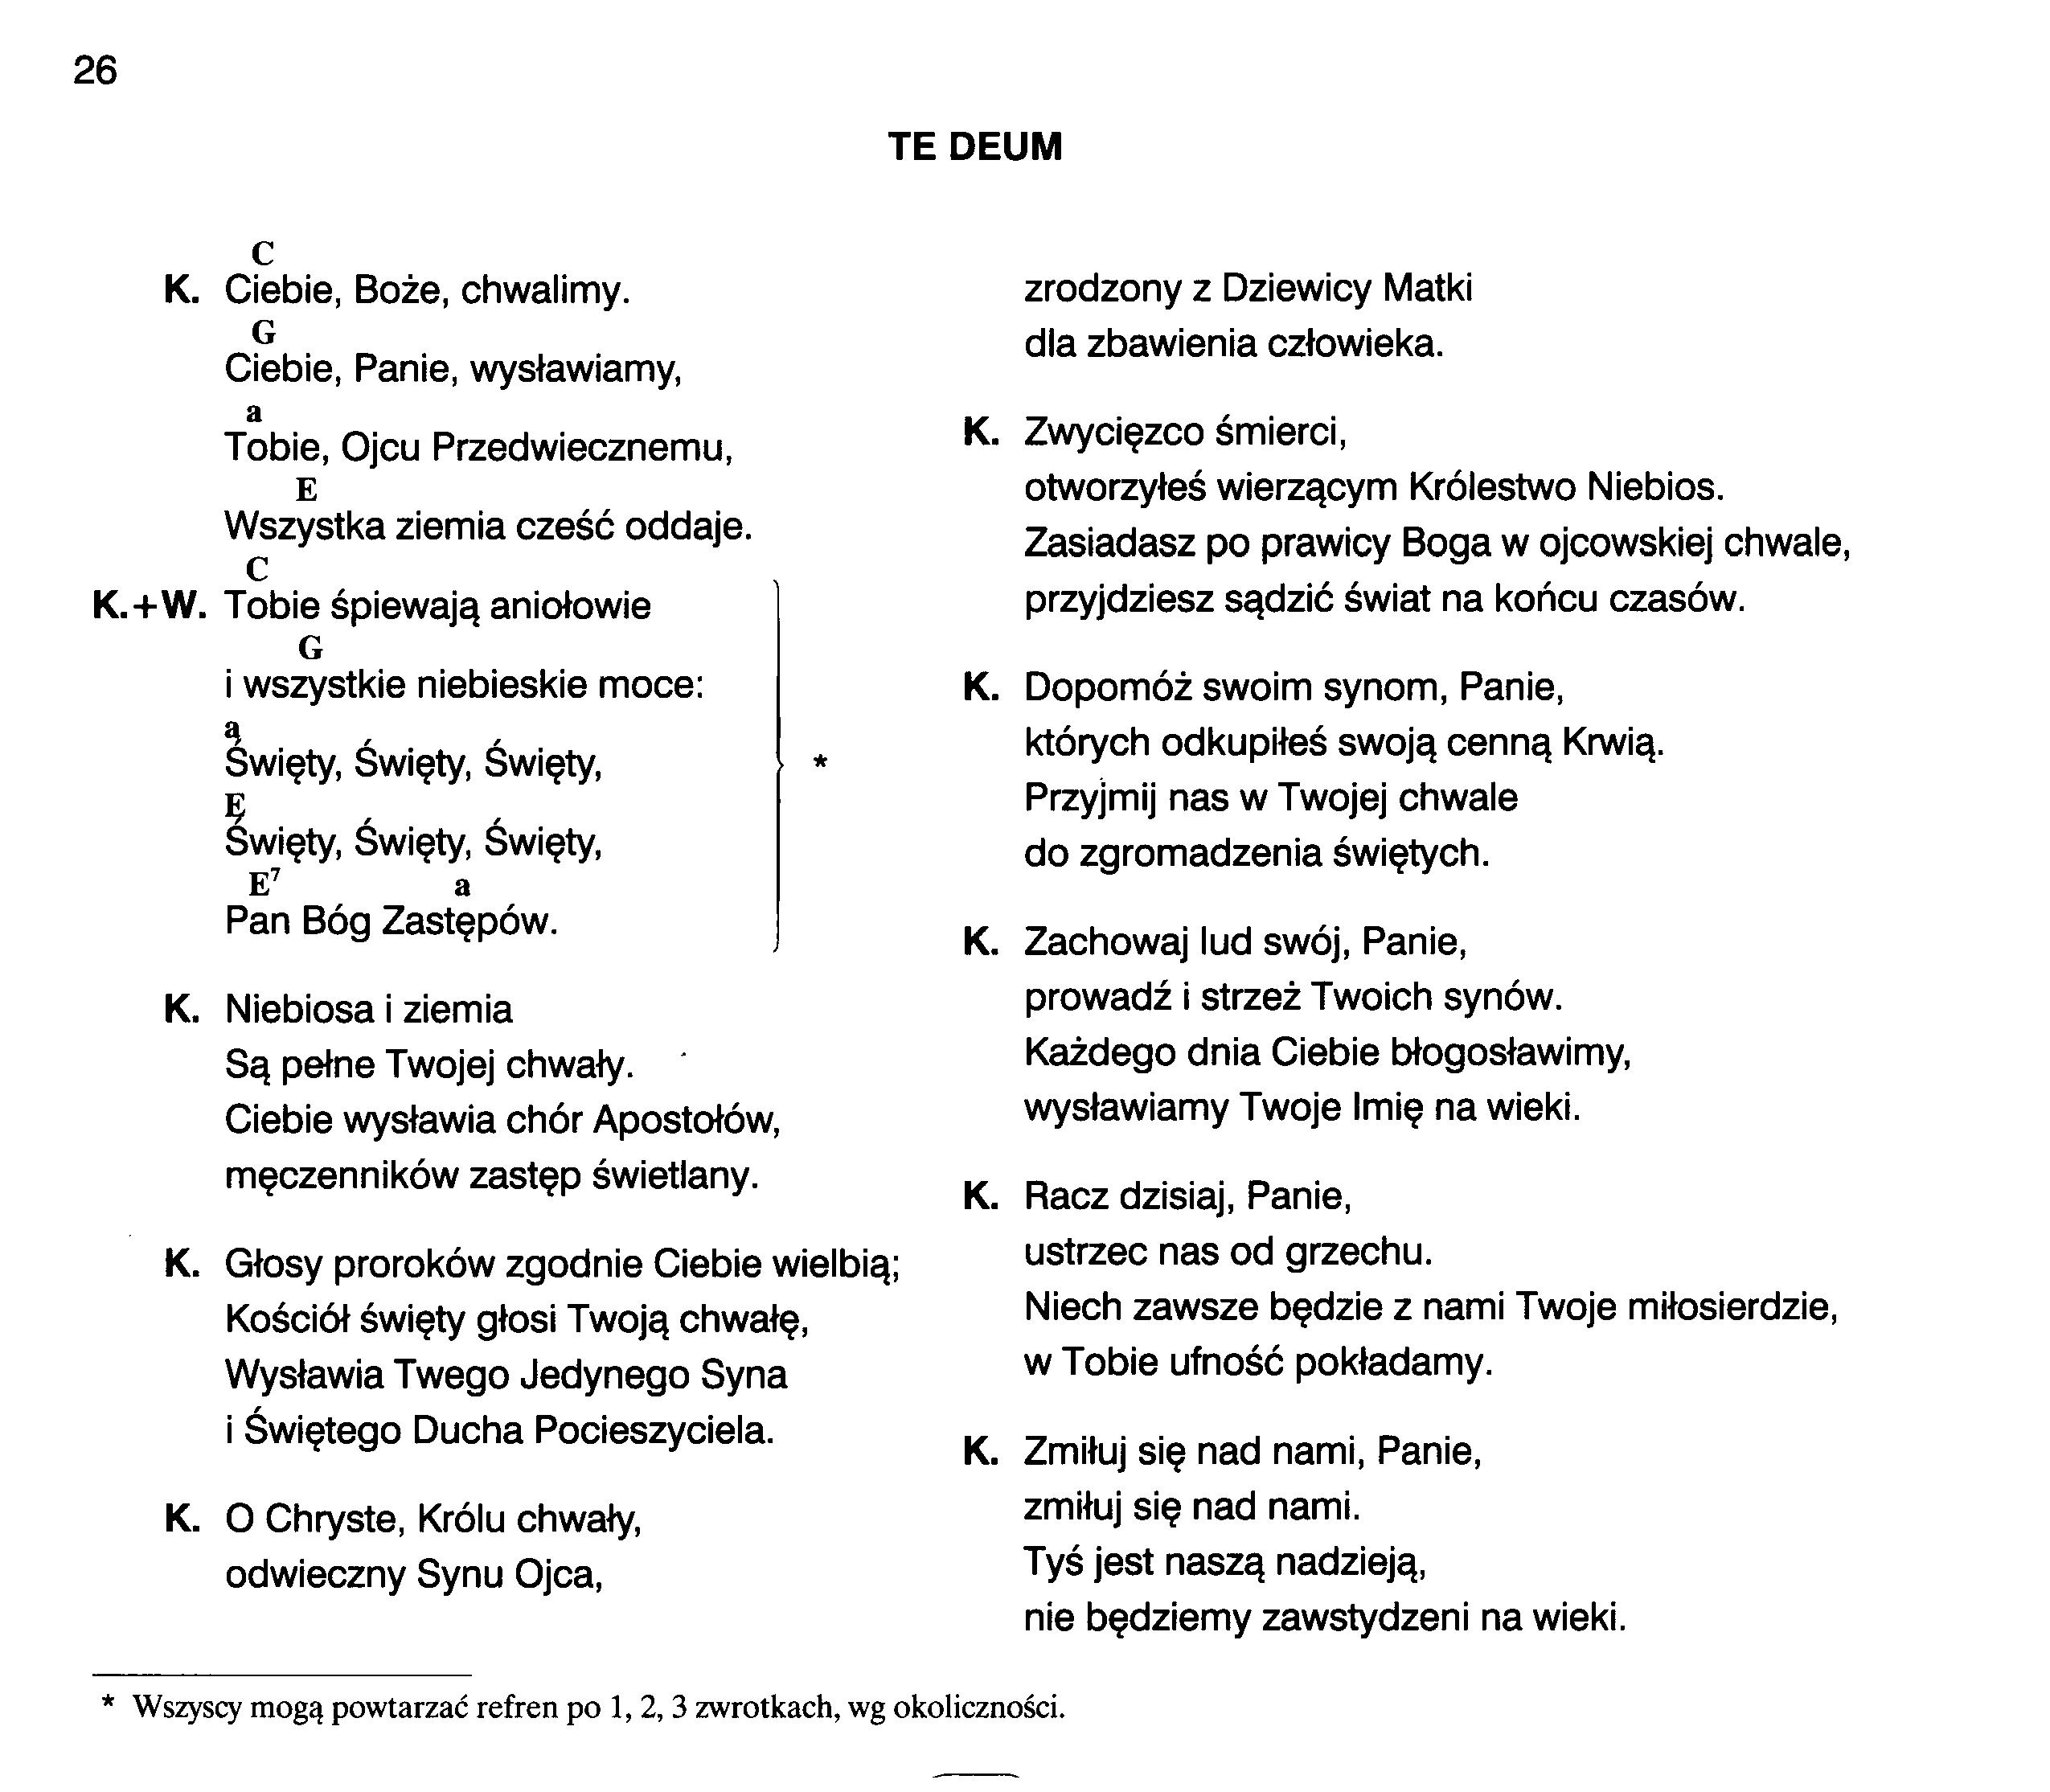 26
TE DEUM
C
K. Ciebie, Boże, chwalimy.
G
Ciebie, Panie, wysławiamy,
a
Tobie, Ojcu Przedwiecznemu,
E
Wszystka ziemia cześć oddaje.
C
K.+W. Tobie śpiewają aniołowie
G
i wszystkie niebieskie moce:
a
Święty, Święty, Święty,
*
E
Święty, Święty, Święty,
E7 a
Pan Bóg Zastępów.
K. Niebiosa i ziemia
Są pełne Twojej chwały.
Ciebie wysławia chór Apostołów,
męczenników zastęp świetlany.
K. Głosy proroków zgodnie Ciebie wielbią;
Kościół święty głosi Twoją chwałę,
Wysławia Twego Jedynego Syna
i Świętego Ducha Pocieszyciela.
K. O Chryste, Królu chwały,
odwieczny Synu Ojca,
zrodzony z Dziewicy Matki
dla zbawienia człowieka.
K. Zwycięzco śmierci,
otworzyłeś wierzącym Królestwo Niebios.
Zasiadasz po prawicy Boga w ojcowskiej chwale,
przyjdziesz sądzić świat na końcu czasów.
K. Dopomóż swoim synom, Panie,
których odkupiłeś swoją cenną Krwią.
Przyjmij nas w Twojej chwale
do zgromadzenia świętych.
K. Zachowaj lud swój, Panie,
prowadź i strzeż Twoich synów.
Każdego dnia Ciebie błogosławimy,
wysławiamy Twoje Imię na wieki.
K. Racz dzisiaj, Panie,
ustrzec nas od grzechu.
Niech zawsze będzie z nami Twoje miłosierdzie,
w Tobie ufność pokładamy.
K. Zmiłuj się nad nami, Panie,
zmiłuj się nad nami.
Tyś jest naszą nadzieją,
nie będziemy zawstydzeni na wieki.
* Wszyscy mogą powtarzać refren po 1, 2, 3 zwrotkach, wg okoliczności.